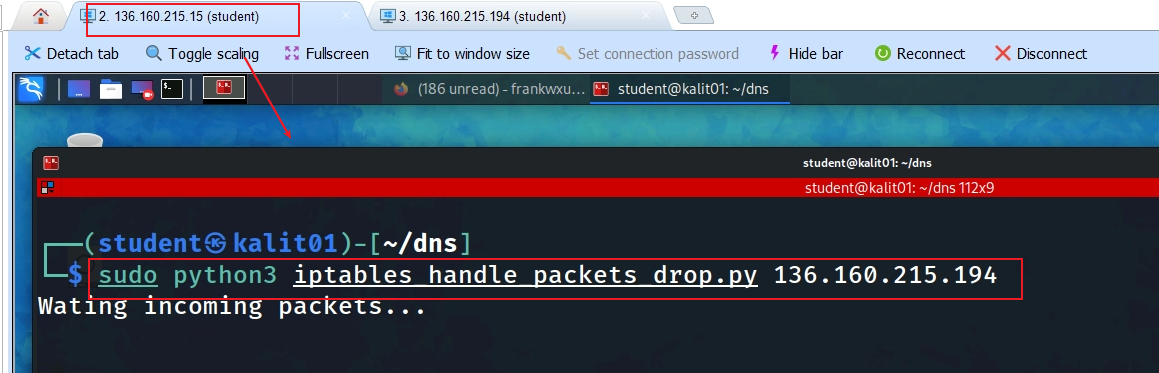 2. 136.160.215.15 (student)
3. 136.160.215.194 (student)
Detach tab
Toggle scaling
Fullscreen
Fit to window size
Set connection password
Hide bar
Reconnect
Disconnect
(186 unread) - frankwxu...
student@kalit01: ~/dns
student@kalit01: ~/dns
student@kalit01: ~/dns 112x9
(student㉿kalit01)-[~/dns]
$ sudo python3 iptables_handle_packets_drop.py 136.160.215.194
Wating incoming packets...